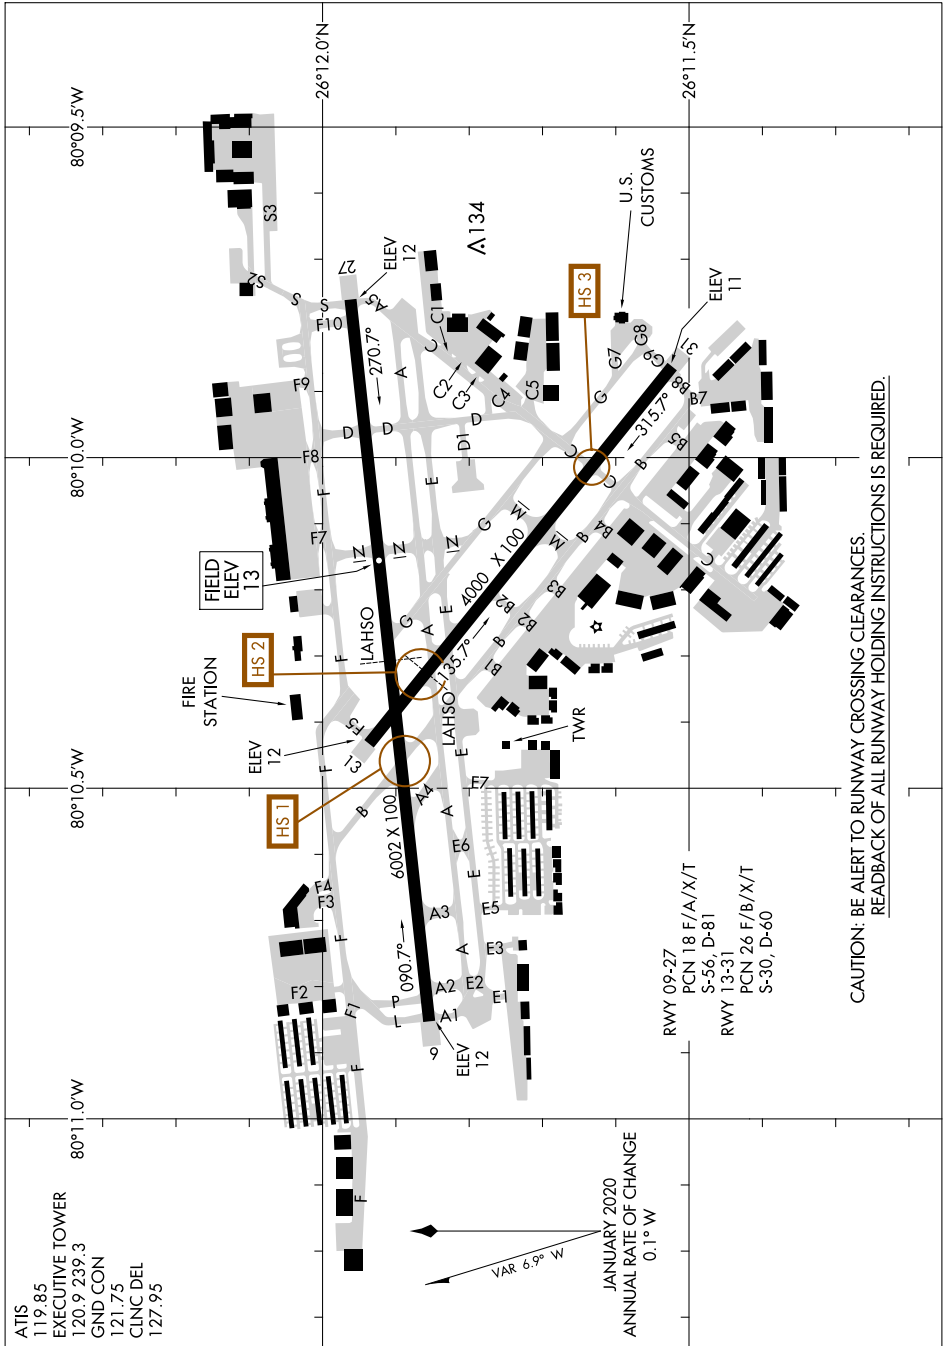 ATIS
119.85
EXECUTIVE TOWER
120.9 239.3
GND CON
121.75
CLNC DEL
127.95
80°11.0'W
80°10.5'W
80°10.0'W
80°09.5'W
26°12.0'N
26°11.5'N
JANUARY 2020
ANNUAL RATE OF CHANGE
0.1° W
VAR 6.9° W
FIRE
STATION
FIELD
ELEV
13
HS 1
HS 2
HS 3
ELEV
12
ELEV
12
ELEV
12
ELEV
11
U.S.
CUSTOMS
134
TWR
LAHSO
LAHSO
9
27
13
31
6002 X 100
4000 X 100
090.7°
270.7°
135.7°
315.7°
F
F
F1
F2
F
F3
F4
F
F5
F
F7
F
F8
F9
F10
S
S
S2
S3
L
P
A1
A2
A3
A
A4
A
A
A
A5
B
E1
E2
E3
E5
E
E6
E7
E
E
E
G
G
G
G7
G8
G9
N
N
N
D
D
D
D1
C
C1
C2
C3
C4
C5
C
C
C
M
M
B1
B
B2
B2
B3
B
B4
B
B5
B7
B8
RWY 09-27
PCN 18 F/A/X/T
S-56, D-81
RWY 13-31
PCN 26 F/B/X/T
S-30, D-60
CAUTION: BE ALERT TO RUNWAY CROSSING CLEARANCES.
READBACK OF ALL RUNWAY HOLDING INSTRUCTIONS IS REQUIRED.